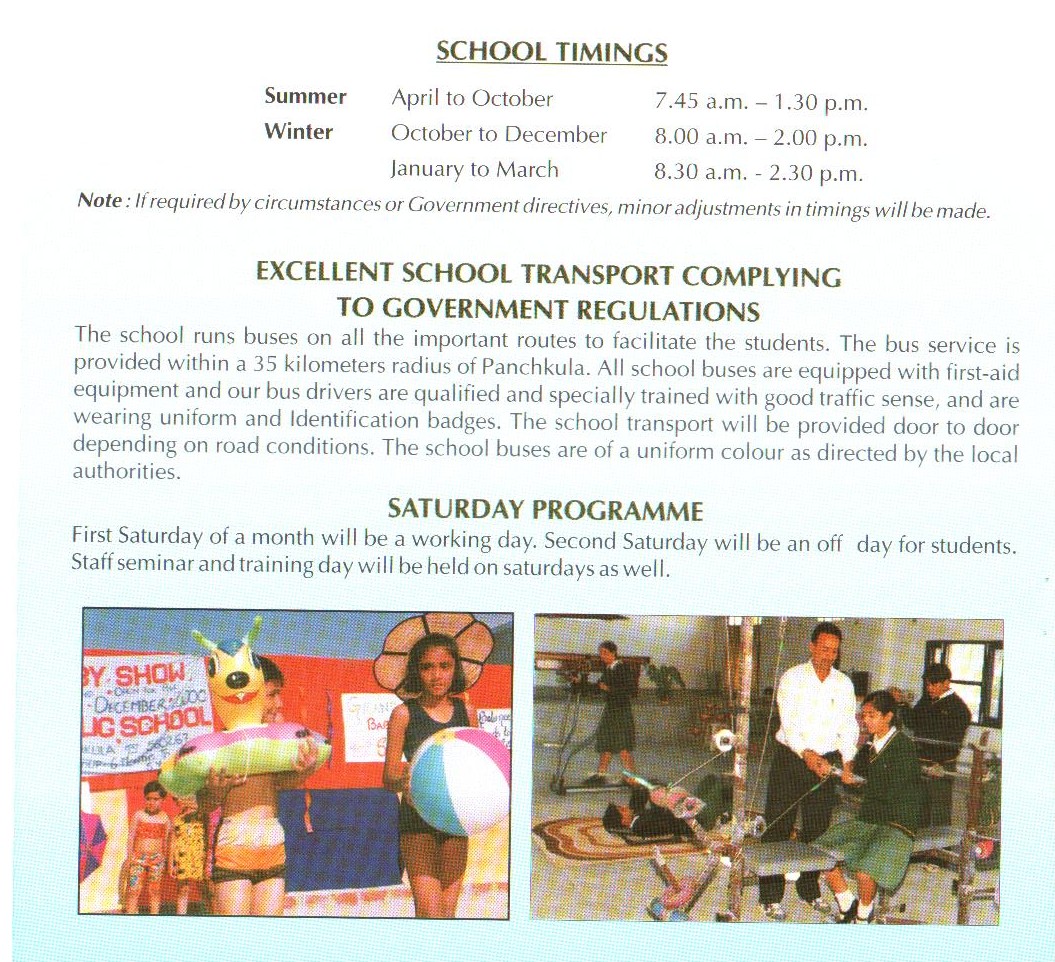 SCHOOL TIMINGS
Summer April to October 7.45 a.m. – 1.30 p.m.
Winter October to December 8.00 a.m. – 2.00 p.m.
January to March 8.30 a.m. - 2.30 p.m.
Note : If required by circumstances or Government directives, minor adjustments in timings will be made.
EXCELLENT SCHOOL TRANSPORT COMPLYING
TO GOVERNMENT REGULATIONS
The school runs buses on all the important routes to facilitate the students. The bus service is
provided within a 35 kilometers radius of Panchkula. All school buses are equipped with first-aid
equipment and our bus drivers are qualified and specially trained with good traffic sense, and are
wearing uniform and Identification badges. The school transport will be provided door to door
depending on road conditions. The school buses are of a uniform colour as directed by the local
authorities.
SATURDAY PROGRAMME
First Saturday of a month will be a working day. Second Saturday will be an off day for students.
Staff seminar and training day will be held on saturdays as well.
BY SHOW
DECEMBER
LIC SCHOOL